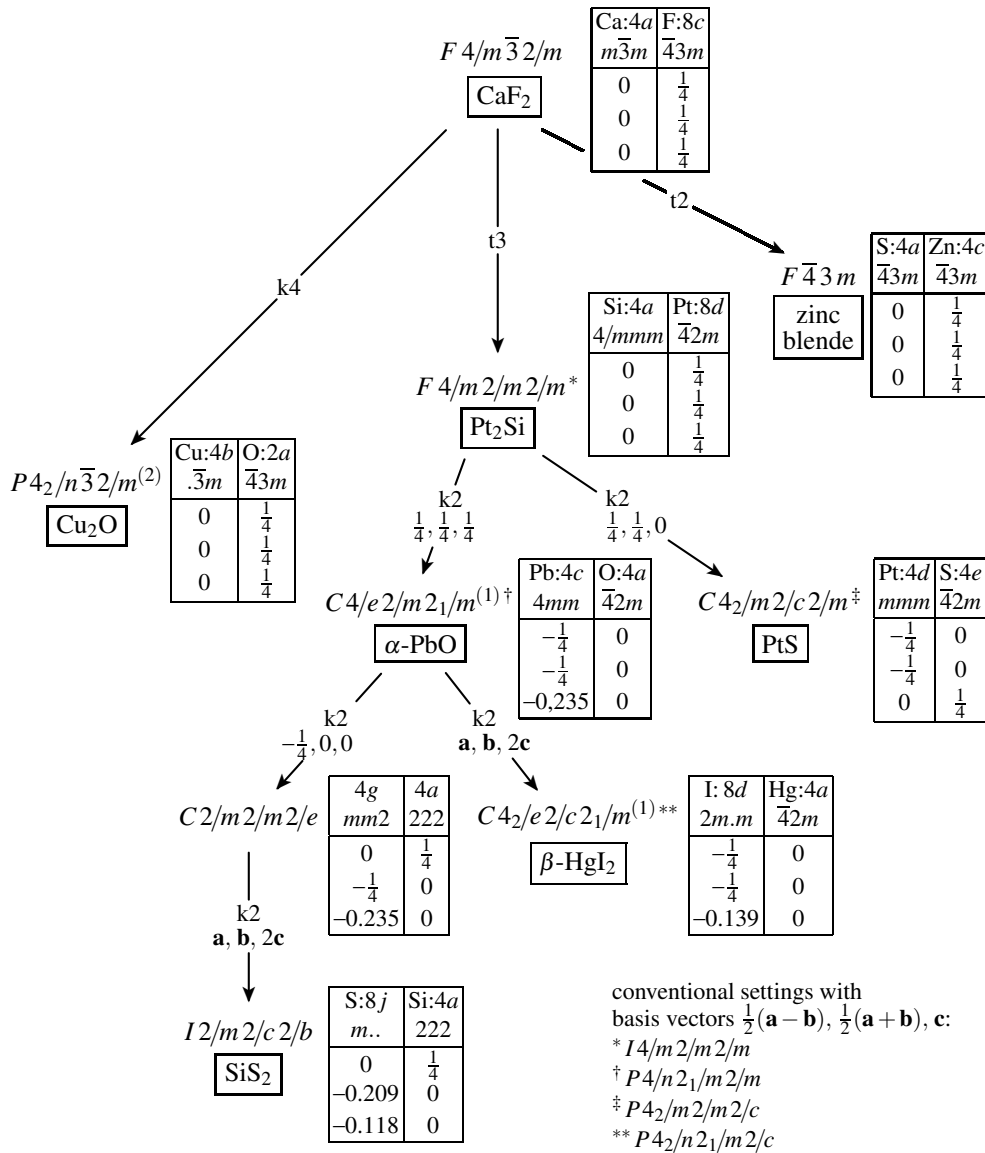 F 4/m 3̅ 2/m
CaF₂
Ca:4a F:8c
m3̅m 4̅3m
0 1/4
0 1/4
0 1/4
k4
t3
t2
F 4̅ 3 m
zinc
blende
S:4a Zn:4c
4̅3m 4̅3m
0 1/4
0 1/4
0 1/4
F 4/m 2/m 2/m*
Pt₂Si
Si:4a Pt:8d
4/mmm 4̅2m
0 1/4
0 1/4
0 1/4
P4₂/n 3̅ 2/m⁽²⁾
Cu₂O
Cu:4b O:2a
.3̅m 4̅3m
0 1/4
0 1/4
0 1/4
k2
1/4, 1/4, 1/4
k2
1/4, 1/4, 0
C 4/e 2/m 2₁/m⁽¹⁾†
α-PbO
Pb:4c O:4a
4mm 4̅2m
−1/4 0
−1/4 0
−0,235 0
C 4₂/m 2/c 2/m‡
PtS
Pt:4d S:4e
mmm 4̅2m
−1/4 0
−1/4 0
0 1/4
k2
−1/4, 0, 0
k2
a, b, 2c
C 2/m 2/m 2/e
4g 4a
mm2 222
0 1/4
−1/4 0
−0.235 0
C 4₂/e 2/c 2₁/m⁽¹⁾**
β-HgI₂
I: 8d Hg:4a
2m.m 4̅2m
−1/4 0
−1/4 0
−0.139 0
k2
a, b, 2c
I 2/m 2/c 2/b
SiS₂
S:8j Si:4a
m.. 222
0 1/4
−0.209 0
−0.118 0
conventional settings with
basis vectors 1/2(a − b), 1/2(a + b), c:
* I 4/m 2/m 2/m
† P4/n 2₁/m 2/m
‡ P4₂/m 2/m 2/c
** P4₂/n 2₁/m 2/c